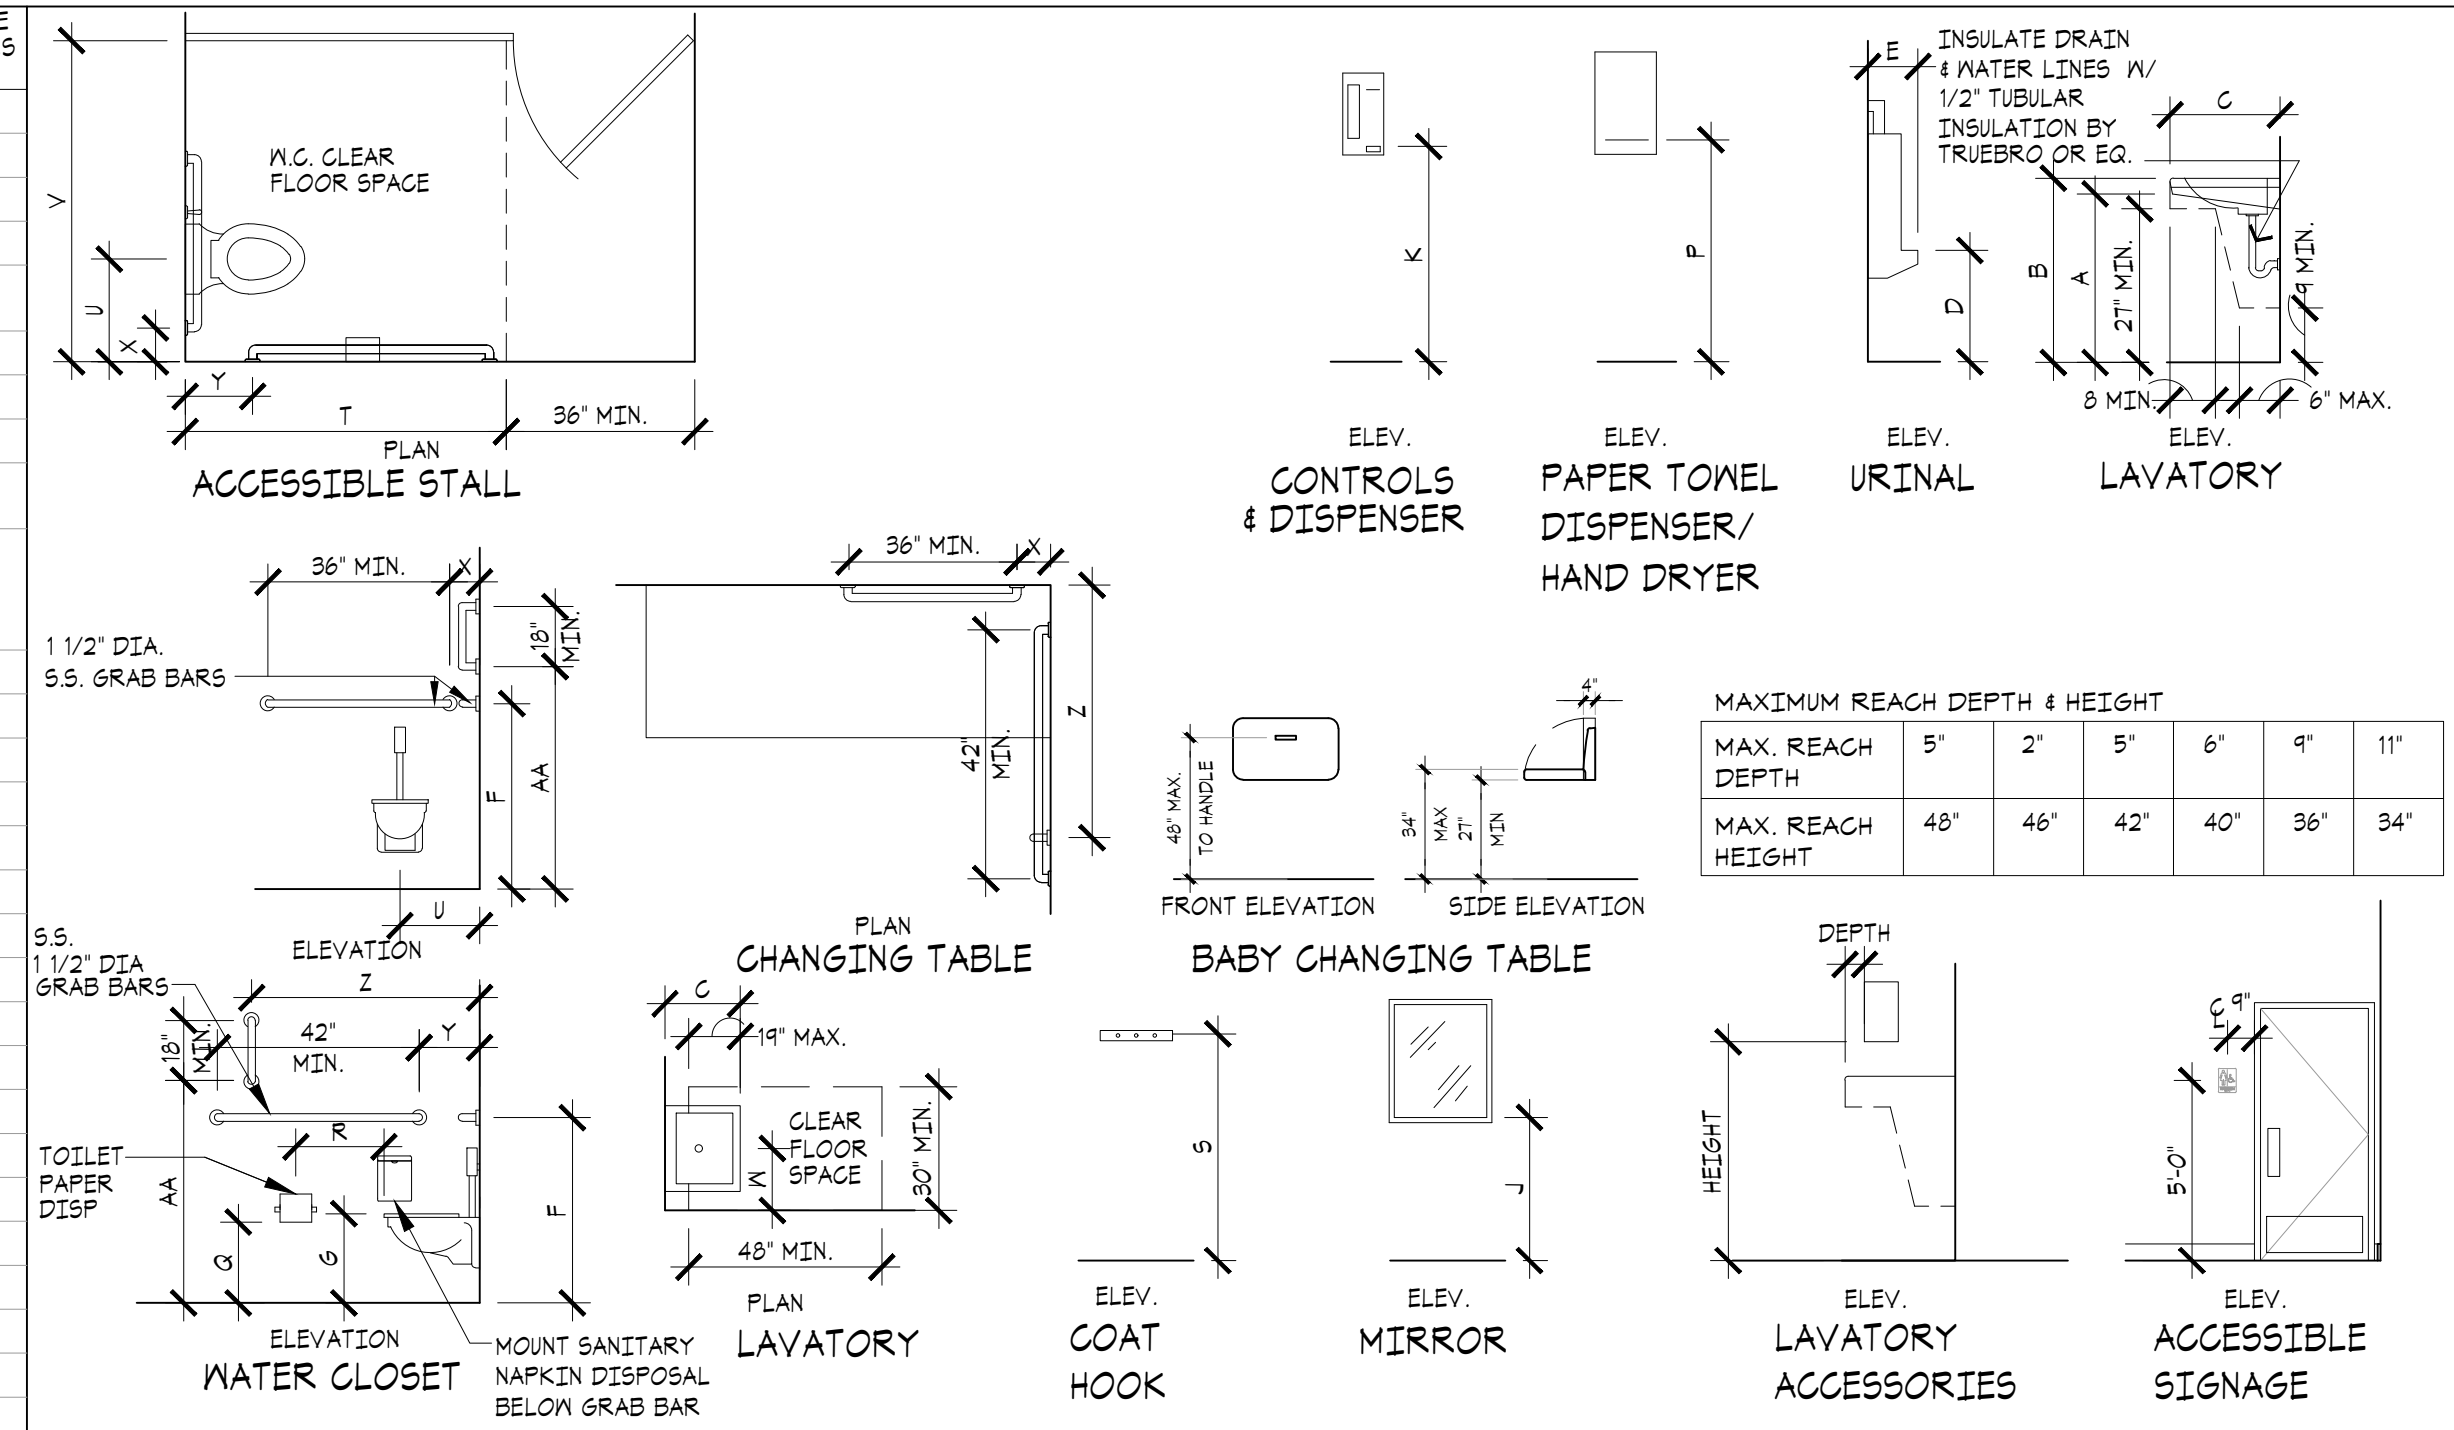 E
S
V
U
X
W.C. CLEAR
FLOOR SPACE
Y
T
36" MIN.
PLAN
ACCESSIBLE STALL
K
ELEV.
CONTROLS
& DISPENSER
P
ELEV.
PAPER TOWEL
DISPENSER/
HAND DRYER
E
D
ELEV.
URINAL
INSULATE DRAIN
& WATER LINES W/
1/2" TUBULAR
INSULATION BY
TRUEBRO OR EQ.
C
B
A
27" MIN.
9 MIN.
8 MIN.
6" MAX.
ELEV.
LAVATORY
36" MIN.
X
18"
MIN.
1 1/2" DIA.
S.S. GRAB BARS
F
AA
U
ELEVATION
36" MIN.
X
42"
MIN.
Z
PLAN
CHANGING TABLE
48" MAX.
TO HANDLE
FRONT ELEVATION
4"
34"
MAX
27"
MIN
SIDE ELEVATION
BABY CHANGING TABLE
MAXIMUM REACH DEPTH & HEIGHT
MAX. REACH
DEPTH
5"
2"
5"
6"
9"
11"
MAX. REACH
HEIGHT
48"
46"
42"
40"
36"
34"
S.S.
1 1/2" DIA
GRAB BARS
Z
18"
MIN.
42"
MIN.
Y
R
TOILET
PAPER
DISP
AA
Q
G
F
ELEVATION
WATER CLOSET
MOUNT SANITARY
NAPKIN DISPOSAL
BELOW GRAB BAR
C
19" MAX.
CLEAR
FLOOR
SPACE
W
30" MIN.
48" MIN.
PLAN
LAVATORY
S
ELEV.
COAT
HOOK
J
ELEV.
MIRROR
DEPTH
HEIGHT
ELEV.
LAVATORY
ACCESSORIES
℄ 9"
5'-0"
ELEV.
ACCESSIBLE
SIGNAGE